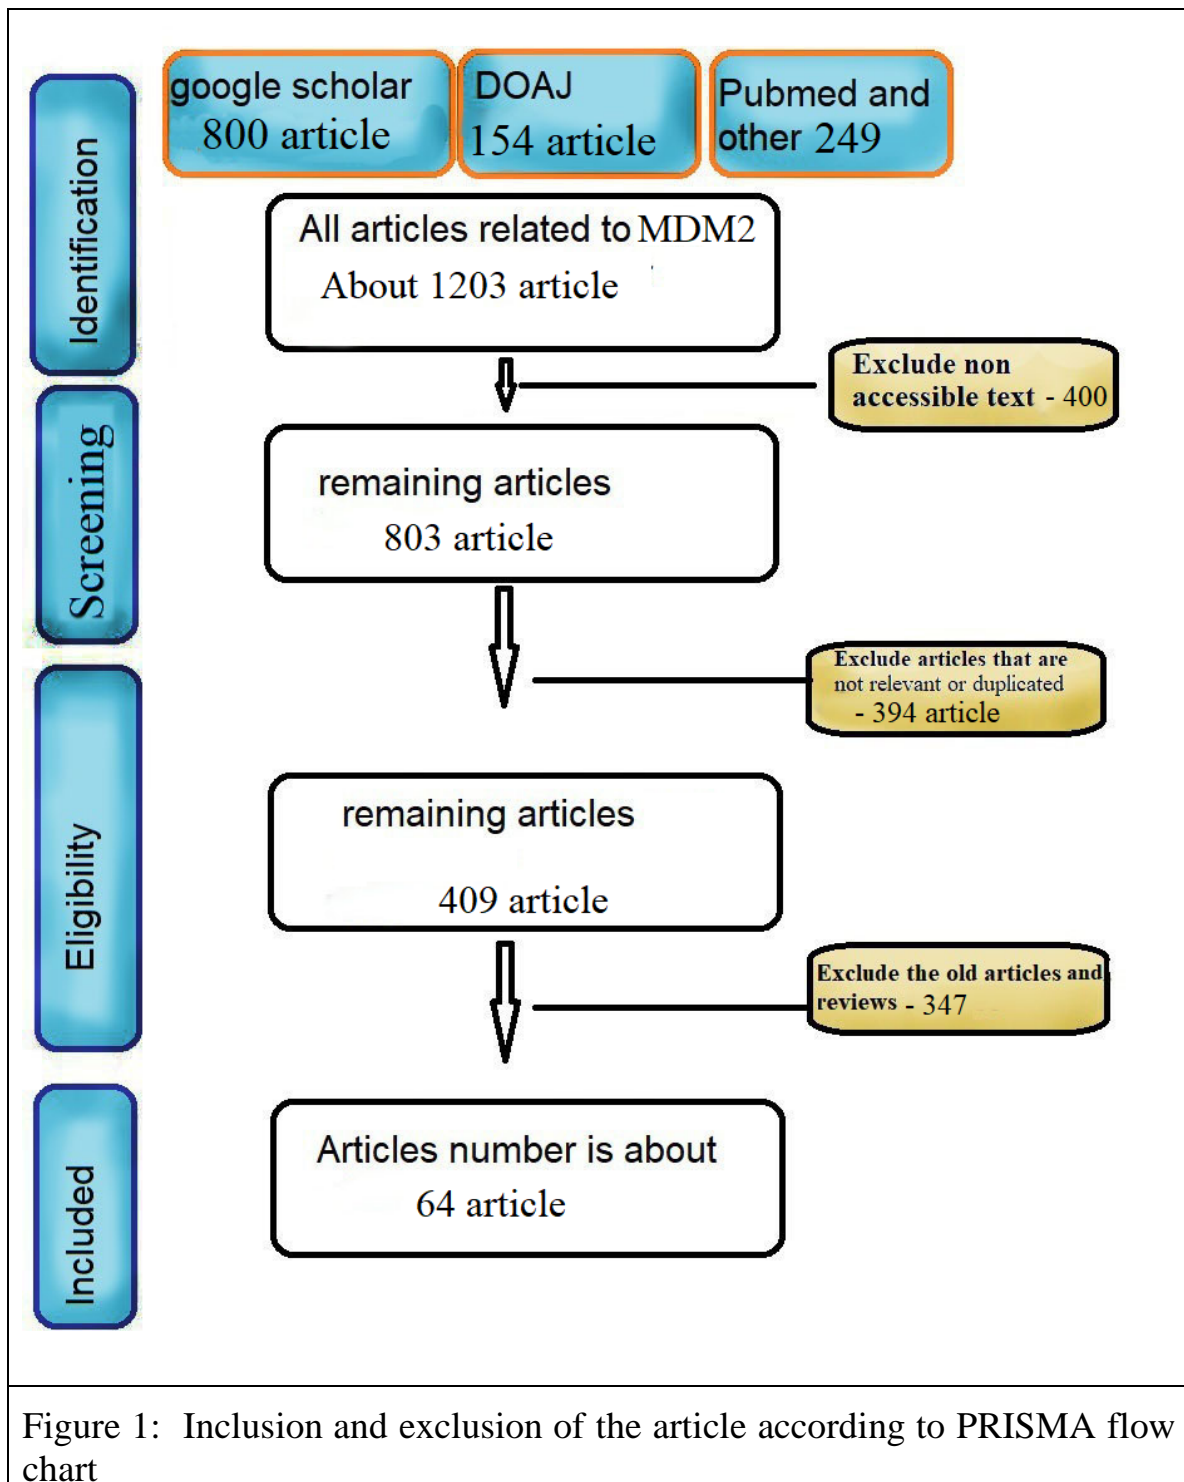 Identification
google scholar
800 article
DOAJ
154 article
Pubmed and
other 249
All articles related to MDM2
About 1203 article
Exclude non
accessible text - 400
Screening
remaining articles
803 article
Exclude articles that are
not relevant or duplicated
- 394 article
Eligibility
remaining articles
409 article
Exclude the old articles and
reviews - 347
Included
Articles number is about
64 article
Figure 1: Inclusion and exclusion of the article according to PRISMA flow
chart